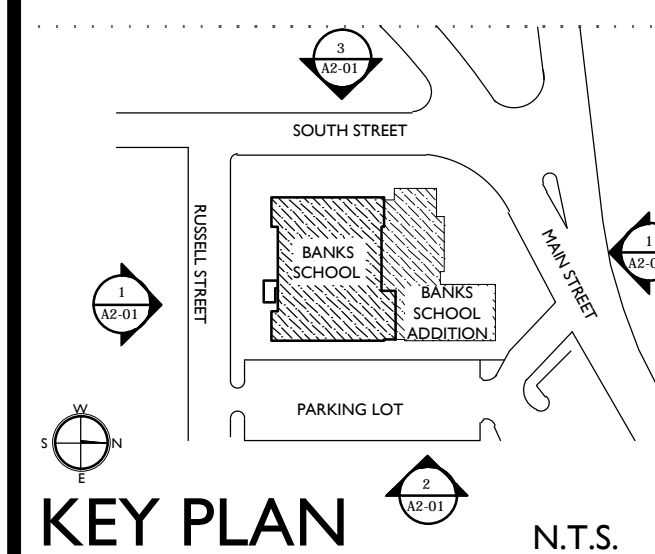 3
A2-01
SOUTH STREET
RUSSELL STREET
BANKS
SCHOOL
MAIN STREET
1
1
A2-01
BANKS
SCHOOL
ADDITION
PARKING LOT
W
S
N
E
2
A2-01
KEY PLAN
N.T.S.